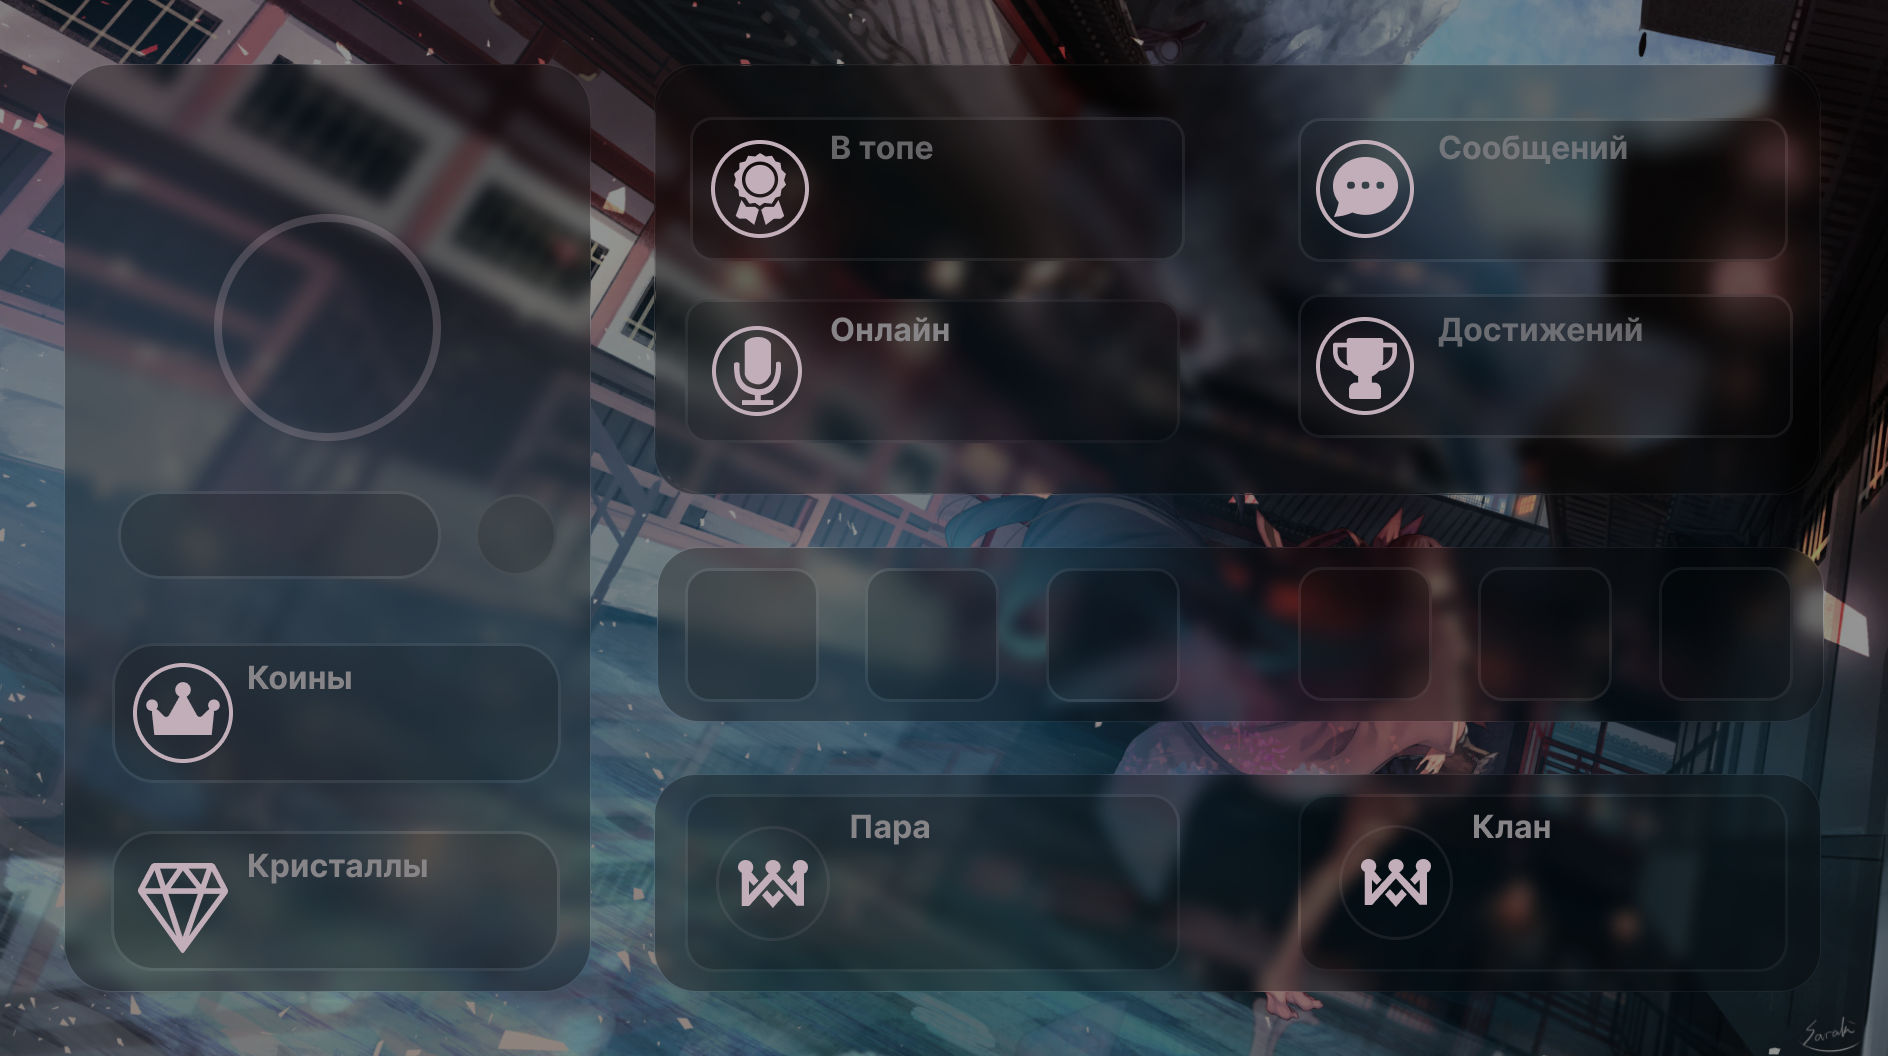 В топе
Сообщений
Онлайн
Достижений
Коины
Кристаллы
Пара
Клан